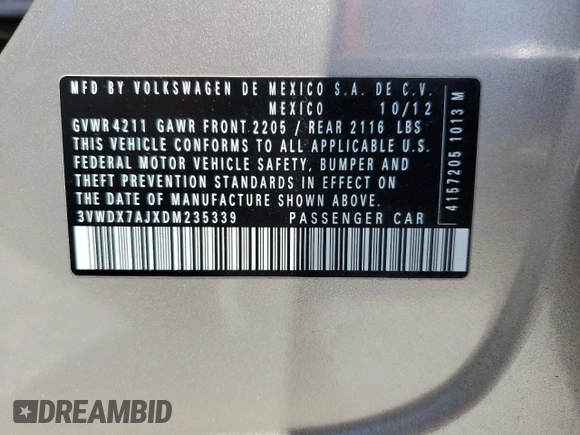 MFD BY VOLKSWAGEN DE MEXICO S.A. DE C.V.
MEXICO 10/12
GVWR 4211 GAWR FRONT 2205 / REAR 2116 LBS
THIS VEHICLE CONFORMS TO ALL APPLICABLE U.S.
FEDERAL MOTOR VEHICLE SAFETY, BUMPER AND
THEFT PREVENTION STANDARDS IN EFFECT ON
THE DATE OF MANUFACTURE SHOWN ABOVE.
3VWDX7AJXDM235339 PASSENGER CAR
4157205 1013 M
DREAMBID